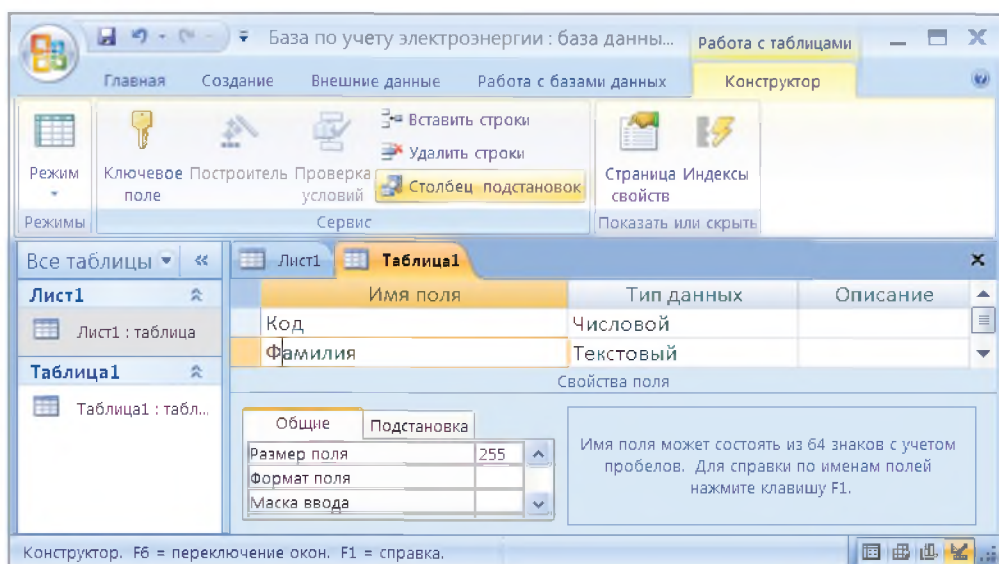 База по учету электроэнергии : база данны...
Работа с таблицами
Главная
Создание
Внешние данные
Работа с базами данных
Конструктор
Режим
Ключевое поле
Построитель
Проверка условий
Вставить строки
Удалить строки
Столбец подстановок
Страница свойств
Индексы
Режимы
Сервис
Показать или скрыть
Все таблицы
Лист1
Лист1 : таблица
Таблица1
Таблица1 : табл...
Лист1
Таблица1
Имя поля
Тип данных
Описание
Код
Числовой
Фамилия
Текстовый
Свойства поля
Общие
Подстановка
Размер поля
255
Формат поля
Маска ввода
Имя поля может состоять из 64 знаков с учетом
пробелов. Для справки по именам полей
нажмите клавишу F1.
Конструктор. F6 = переключение окон. F1 = справка.